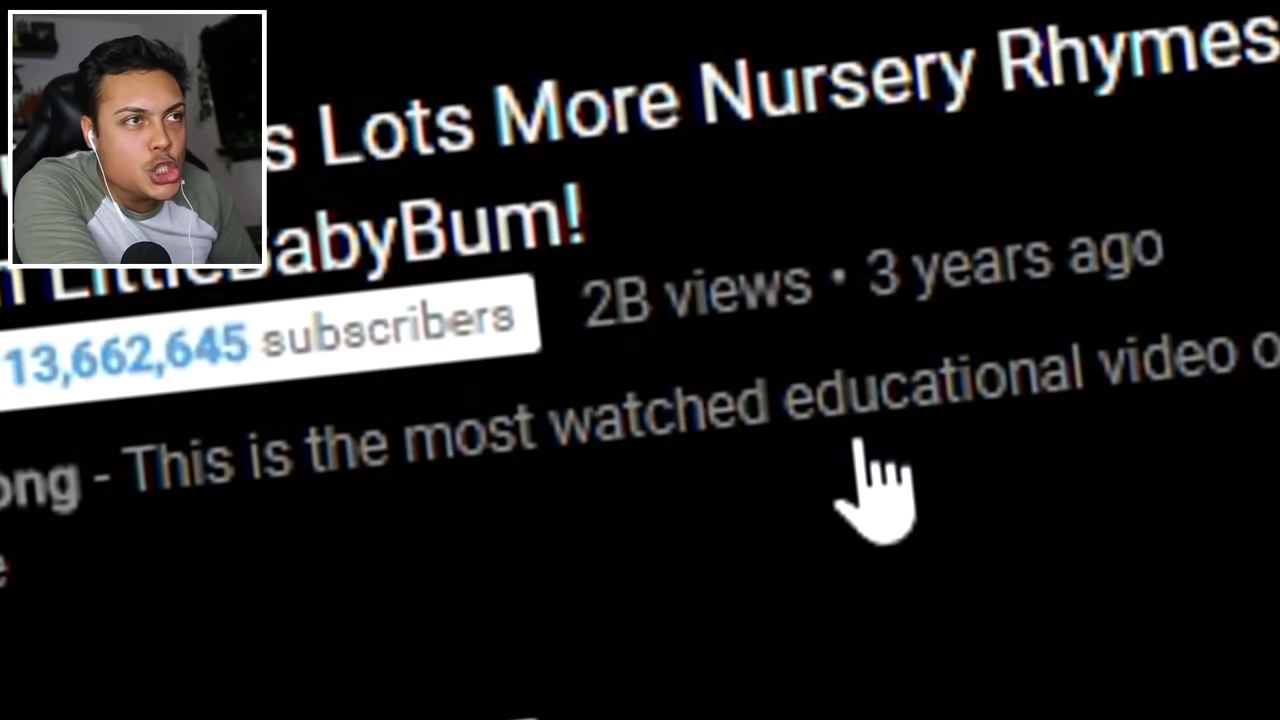 s Lots More Nursery Rhymes
LittleBabyBum!
13,662,645 subscribers 2B views • 3 years ago
ong - This is the most watched educational video o
e